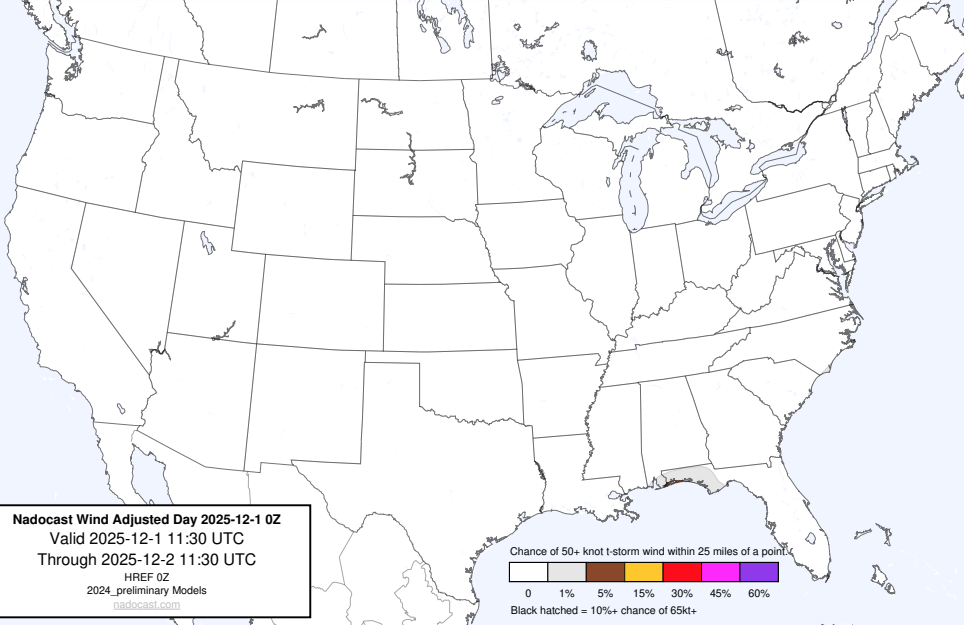 Nadocast Wind Adjusted Day 2025-12-1 0Z
Valid 2025-12-1 11:30 UTC
Through 2025-12-2 11:30 UTC
HREF 0Z
2024_preliminary Models
nadocast.com
Chance of 50+ knot t-storm wind within 25 miles of a point.
0 1% 5% 15% 30% 45% 60%
Black hatched = 10%+ chance of 65kt+